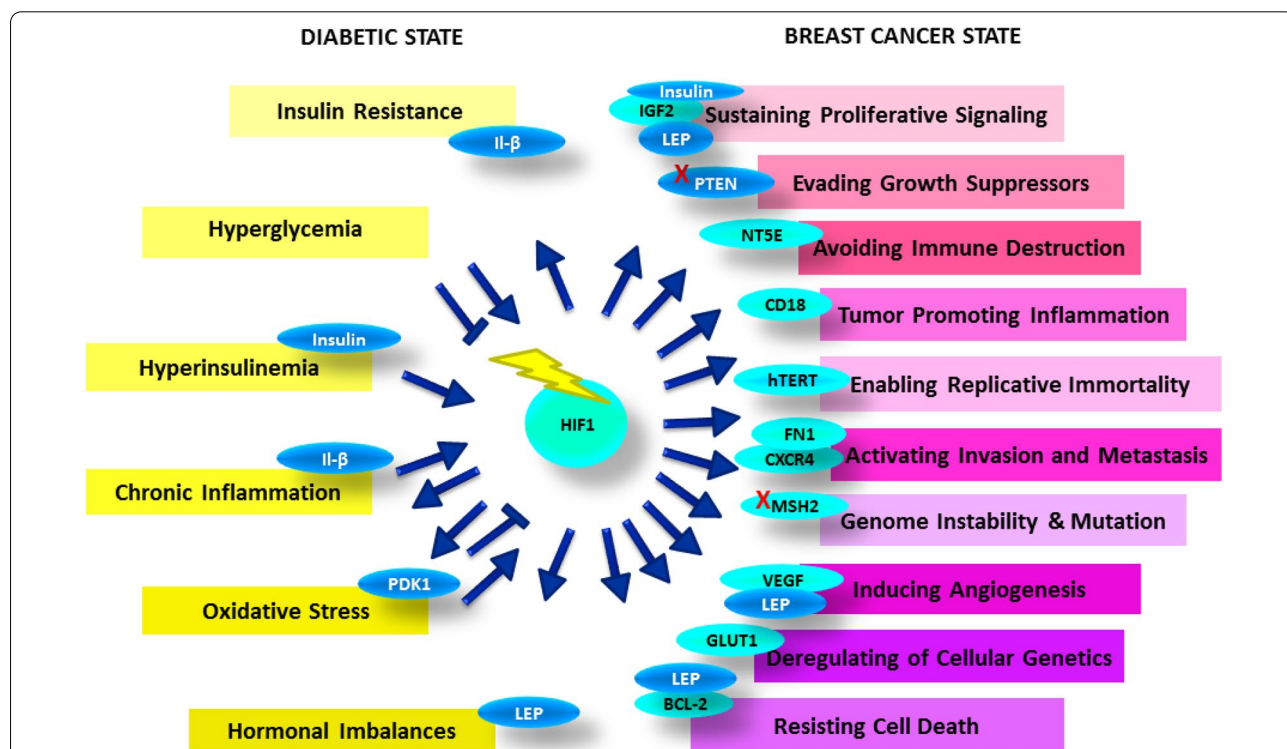 DIABETIC STATE
Insulin Resistance
Il-β
Hyperglycemia
Insulin
Hyperinsulinemia
Il-β
Chronic Inflammation
PDK1
Oxidative Stress
LEP
Hormonal Imbalances
HIF1
BREAST CANCER STATE
Insulin
IGF2
Sustaining Proliferative Signaling
LEP
X
PTEN
Evading Growth Suppressors
NT5E
Avoiding Immune Destruction
CD18
Tumor Promoting Inflammation
hTERT
Enabling Replicative Immortality
FN1
CXCR4
Activating Invasion and Metastasis
X
MSH2
Genome Instability & Mutation
VEGF
Inducing Angiogenesis
LEP
GLUT1
Deregulating of Cellular Genetics
LEP
BCL-2
Resisting Cell Death